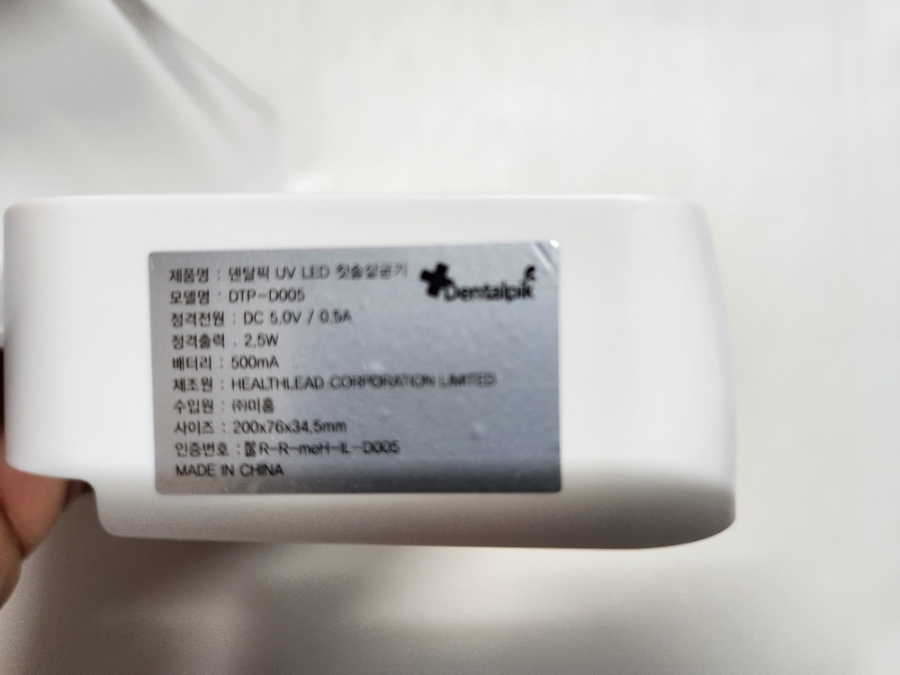 제품명 : 덴탈픽 UV LED 칫솔살균기
Dentalpik
모델명 : DTP-D005
정격전원 : DC 5.0V / 0.5A
정격출력 . 2.5W
배터리 : 500mA
제조원 : HEALTHLEAD CORPORATION LIMITED
수입원 : ㈜미홈
사이즈 : 200x76x34.5mm
인증번호 : R-R-meH-IL-D005
MADE IN CHINA